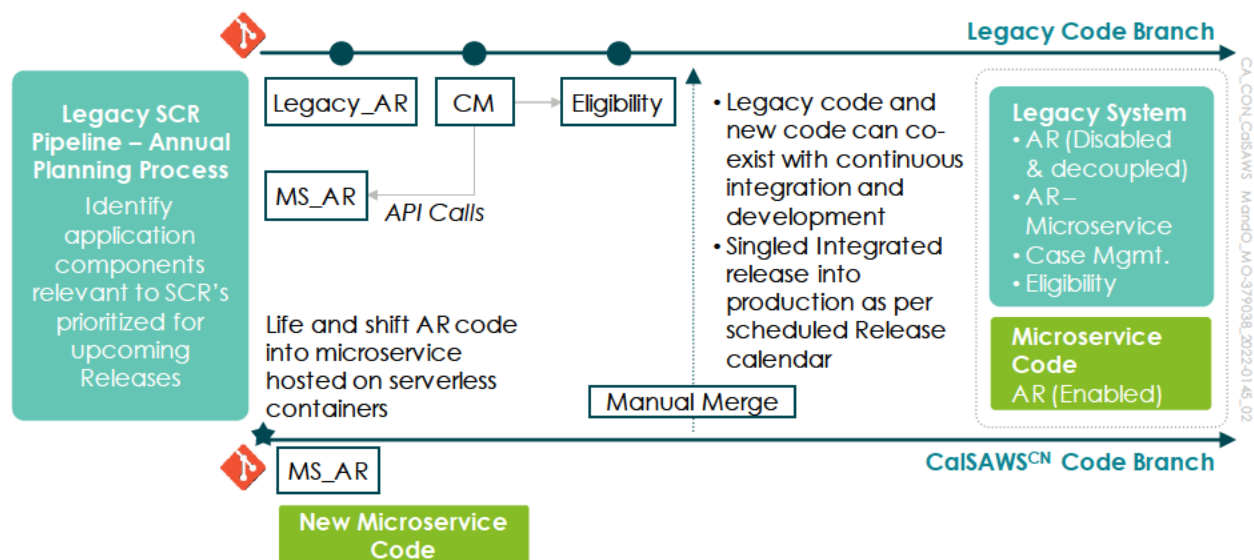 Legacy Code Branch
Legacy SCR
Pipeline – Annual
Planning Process
Identify
application
components
relevant to SCR's
prioritized for
upcoming
Releases
Legacy_AR
CM
Eligibility
MS_AR
API Calls
Life and shift AR code
into microservice
hosted on serverless
containers
• Legacy code and
new code can co-
exist with continuous
integration and
development
• Singled Integrated
release into
production as per
scheduled Release
calendar
Manual Merge
Legacy System
• AR (Disabled
& decoupled)
• AR –
Microservice
• Case Mgmt.
• Eligibility
Microservice
Code
AR (Enabled)
CA_CON_CalSAWS MandO_MO-379038_2022-0145_02
CalSAWSᶜᴺ Code Branch
MS_AR
New Microservice
Code